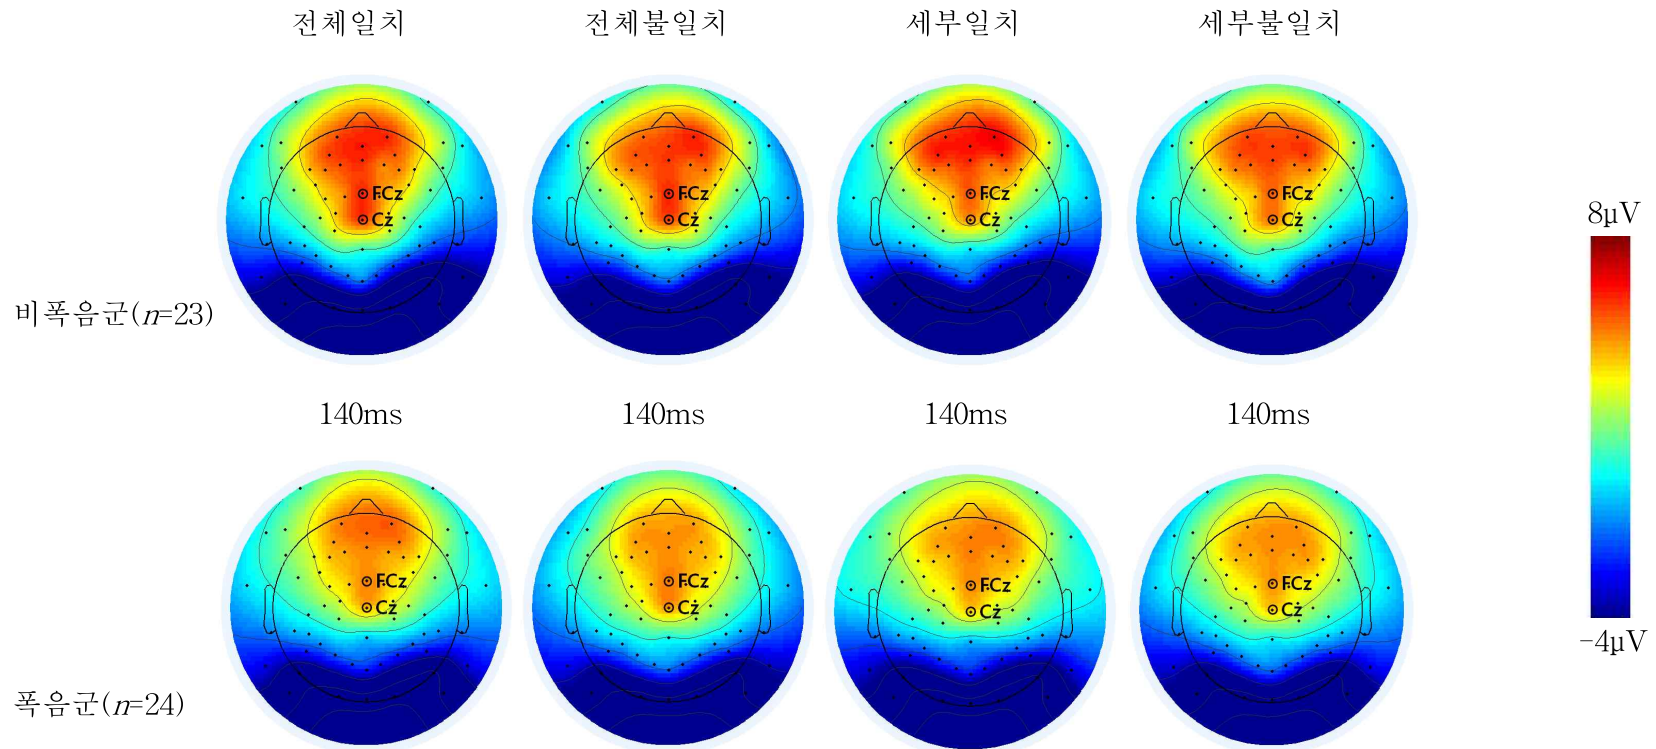 전체일치
전체불일치
세부일치
세부불일치
FCz
Cz
FCz
Cz
FCz
Cz
FCz
Cz
8μV
비폭음군(n=23)
140ms
140ms
140ms
140ms
FCz
Cz
FCz
Cz
FCz
Cz
FCz
Cz
-4μV
폭음군(n=24)